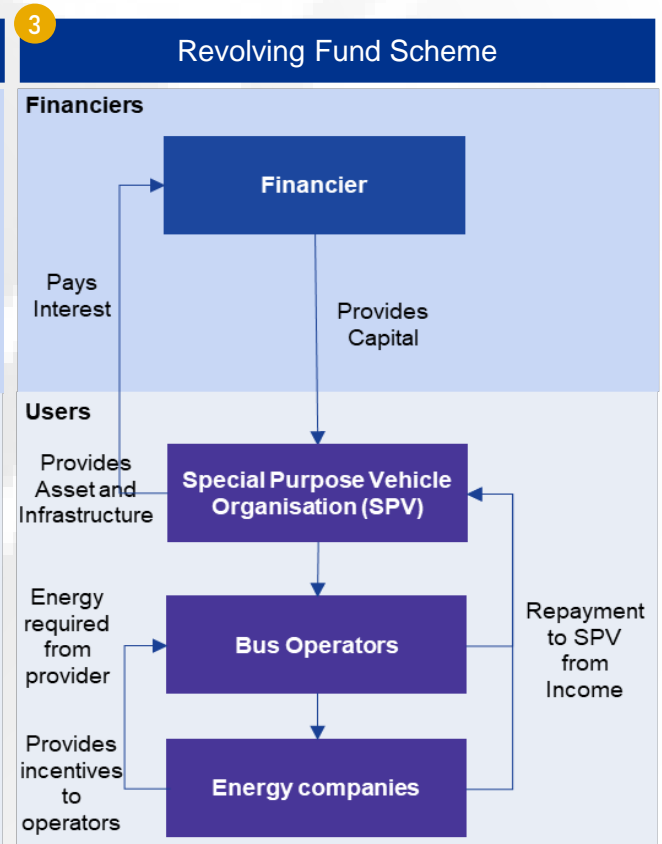 3
Revolving Fund Scheme
Financiers
Financier
Pays
Interest
Provides
Capital
Users
Provides
Asset and
Infrastructure
Special Purpose Vehicle
Organisation (SPV)
Energy
required
from
provider
Bus Operators
Repayment
to SPV
from
Income
Provides
incentives
to
operators
Energy companies